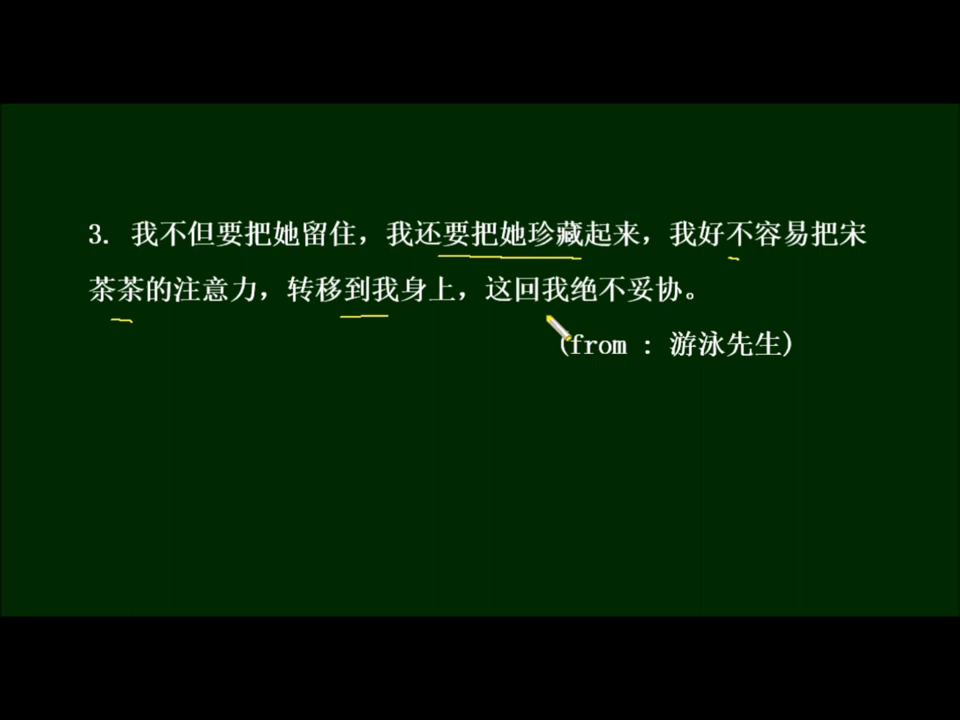 3. 我不但要把她留住，我还要把她珍藏起来，我好不容易把宋
茶茶的注意力，转移到我身上，这回我绝不妥协。
(from : 游泳先生)